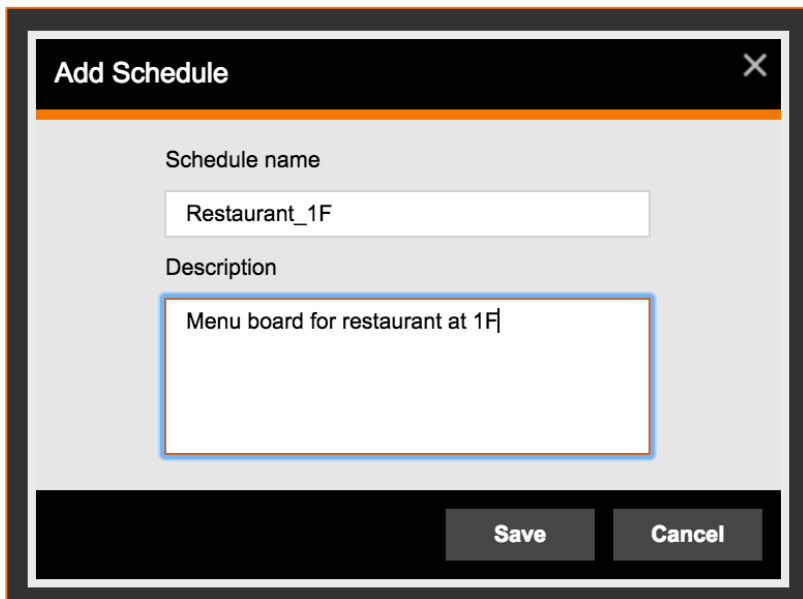 Add Schedule
Schedule name
Restaurant_1F
Description
Menu board for restaurant at 1F
Save Cancel